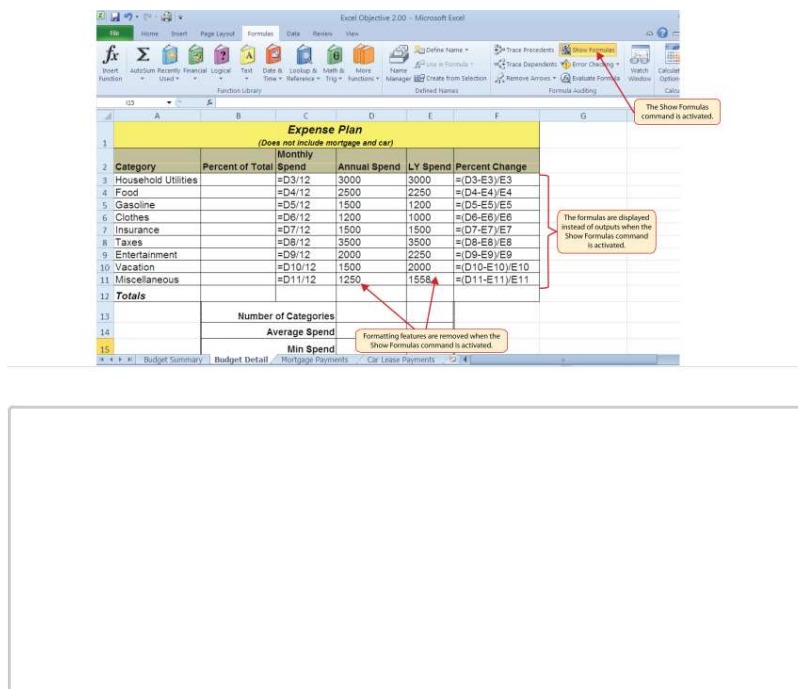 Excel Objective 2.00 - Microsoft Excel
File Home Insert Page Layout Formulas Data Review View
Insert Function
AutoSum
Recently Used
Financial
Logical
Text
Date & Time
Lookup & Reference
Math & Trig
More Functions
Function Library
Name Manager
Define Name
Use in Formula
Create from Selection
Defined Names
Trace Precedents
Trace Dependents
Remove Arrows
Show Formulas
Error Checking
Evaluate Formula
Formula Auditing
Watch Window
The Show Formulas
command is activated.
A B C D E F G
1 Expense Plan
(Does not include mortgage and car)
2 Category Percent of Total Monthly Spend Annual Spend LY Spend Percent Change
3 Household Utilities =D3/12 3000 3000 =(D3-E3)/E3
4 Food =D4/12 2500 2250 =(D4-E4)/E4
5 Gasoline =D5/12 1500 1200 =(D5-E5)/E5
6 Clothes =D6/12 1200 1000 =(D6-E6)/E6
7 Insurance =D7/12 1500 1500 =(D7-E7)/E7
8 Taxes =D8/12 3500 3500 =(D8-E8)/E8
9 Entertainment =D9/12 2000 2250 =(D9-E9)/E9
10 Vacation =D10/12 1500 2000 =(D10-E10)/E10
11 Miscellaneous =D11/12 1250 1558 =(D11-E11)/E11
12 Totals
13 Number of Categories
14 Average Spend
15 Min Spend
The formulas are displayed
instead of outputs when the
Show Formulas command
is activated.
Formatting features are removed when the
Show Formulas command is activated.
Budget Summary Budget Detail Mortgage Payments Car Lease Payments